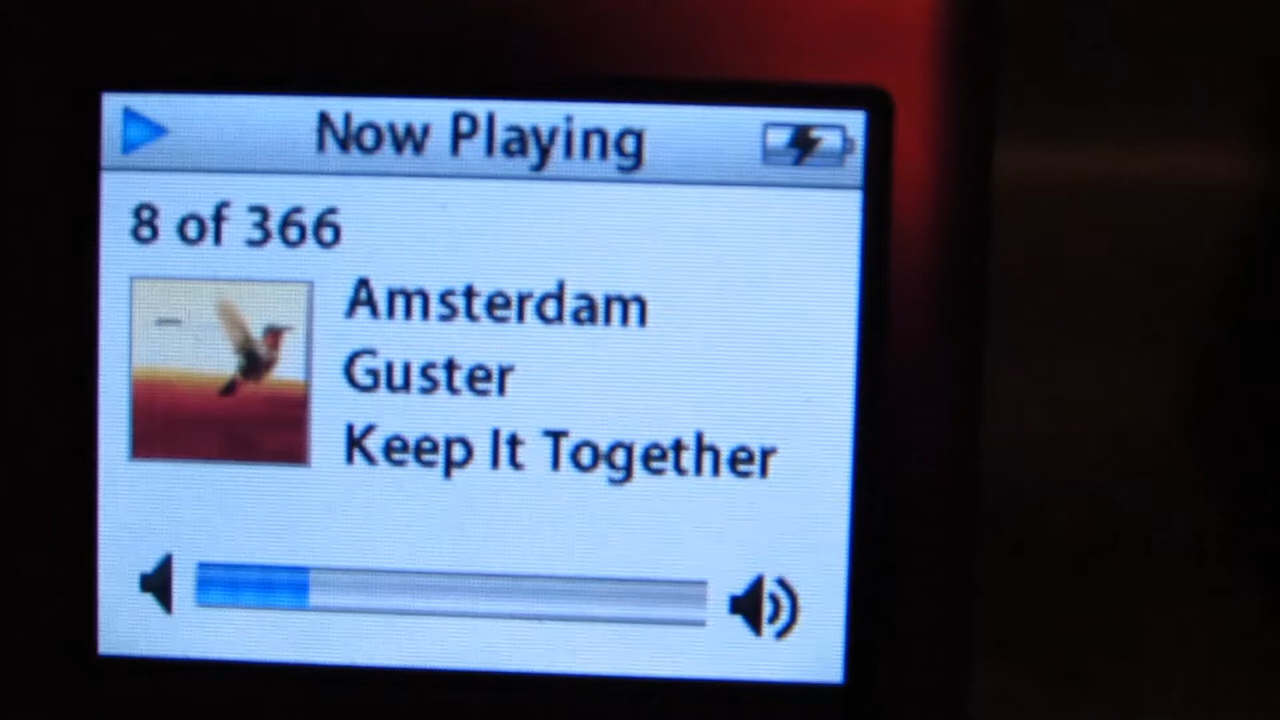 Now Playing
8 of 366
Amsterdam
Guster
Keep It Together